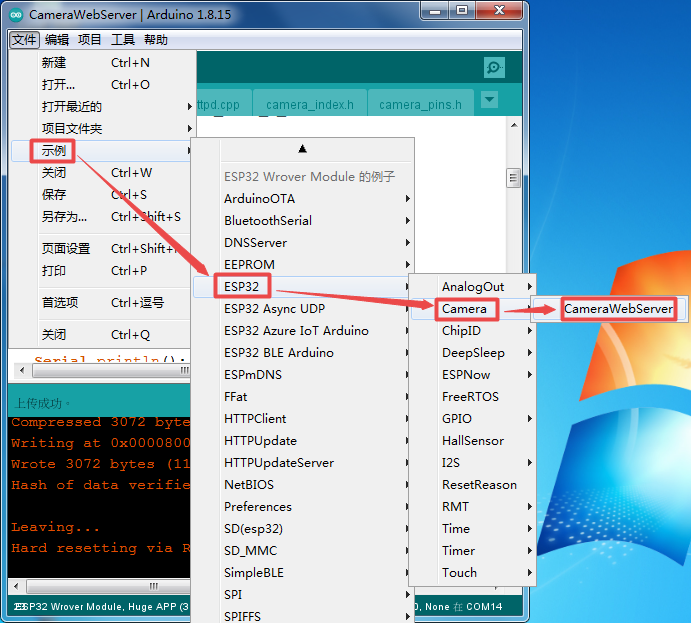 CameraWebServer | Arduino 1.8.15
文件 编辑 项目 工具 帮助
新建 Ctrl+N
打开... Ctrl+O
打开最近的
项目文件夹
示例
关闭 Ctrl+W
保存 Ctrl+S
另存为... Ctrl+Shift+S
页面设置 Ctrl+Shift+
打印 Ctrl+P
首选项 Ctrl+逗号
关闭 Ctrl+Q
ttpd.cpp camera_index.h camera_pins.h
ESP32 Wrover Module 的例子
ArduinoOTA
BluetoothSerial
DNSServer
EEPROM
ESP32
ESP32 Async UDP
ESP32 Azure IoT Arduino
ESP32 BLE Arduino
ESPmDNS
FFat
HTTPClient
HTTPUpdate
HTTPUpdateServer
NetBIOS
Preferences
SD(esp32)
SD_MMC
SimpleBLE
SPI
SPIFFS
AnalogOut
Camera
ChipID
DeepSleep
ESPNow
FreeRTOS
GPIO
HallSensor
I2S
ResetReason
RMT
Time
Timer
Touch
CameraWebServer
Serial.println();
上传成功。
Compressed 3072 byte
Writing at 0x0000800
Wrote 3072 bytes (11
Hash of data verifie
Leaving...
Hard resetting via R
ESP32 Wrover Module, Huge APP (3 0, None 在 COM14